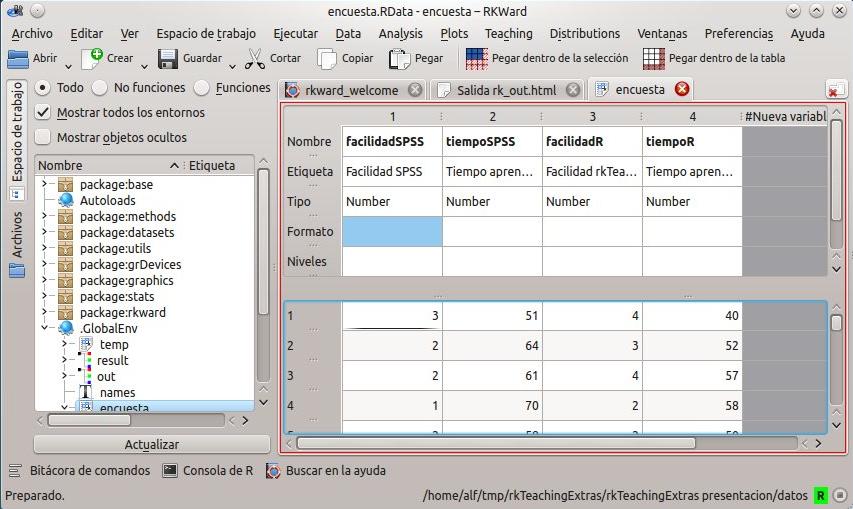 encuesta.RData - encuesta – RKWard
Archivo Editar Ver Espacio de trabajo Ejecutar Data Analysis Plots Teaching Distributions Ventanas Preferencias Ayuda
Abrir Crear Guardar Cortar Copiar Pegar Pegar dentro de la selección Pegar dentro de la tabla
Espacio de trabajo
Archivos
Todo No funciones Funciones
Mostrar todos los entornos
Mostrar objetos ocultos
Nombre Etiqueta
package:base
Autoloads
package:methods
package:datasets
package:utils
package:grDevices
package:graphics
package:stats
package:rkward
.GlobalEnv
temp
result
out
names
encuesta
Actualizar
rkward_welcome Salida rk_out.html encuesta
1 2 3 4 #Nueva variabl
Nombre facilidadSPSS tiempoSPSS facilidadR tiempoR
Etiqueta Facilidad SPSS Tiempo apren... Facilidad rkTea... Tiempo apren...
Tipo Number Number Number Number
Formato
Niveles
1 3 51 4 40
2 2 64 3 52
3 2 61 4 57
4 1 70 2 58
Bitácora de comandos Consola de R Buscar en la ayuda
Preparado. /home/alf/tmp/rkTeachingExtras/rkTeachingExtras presentacion/datos R